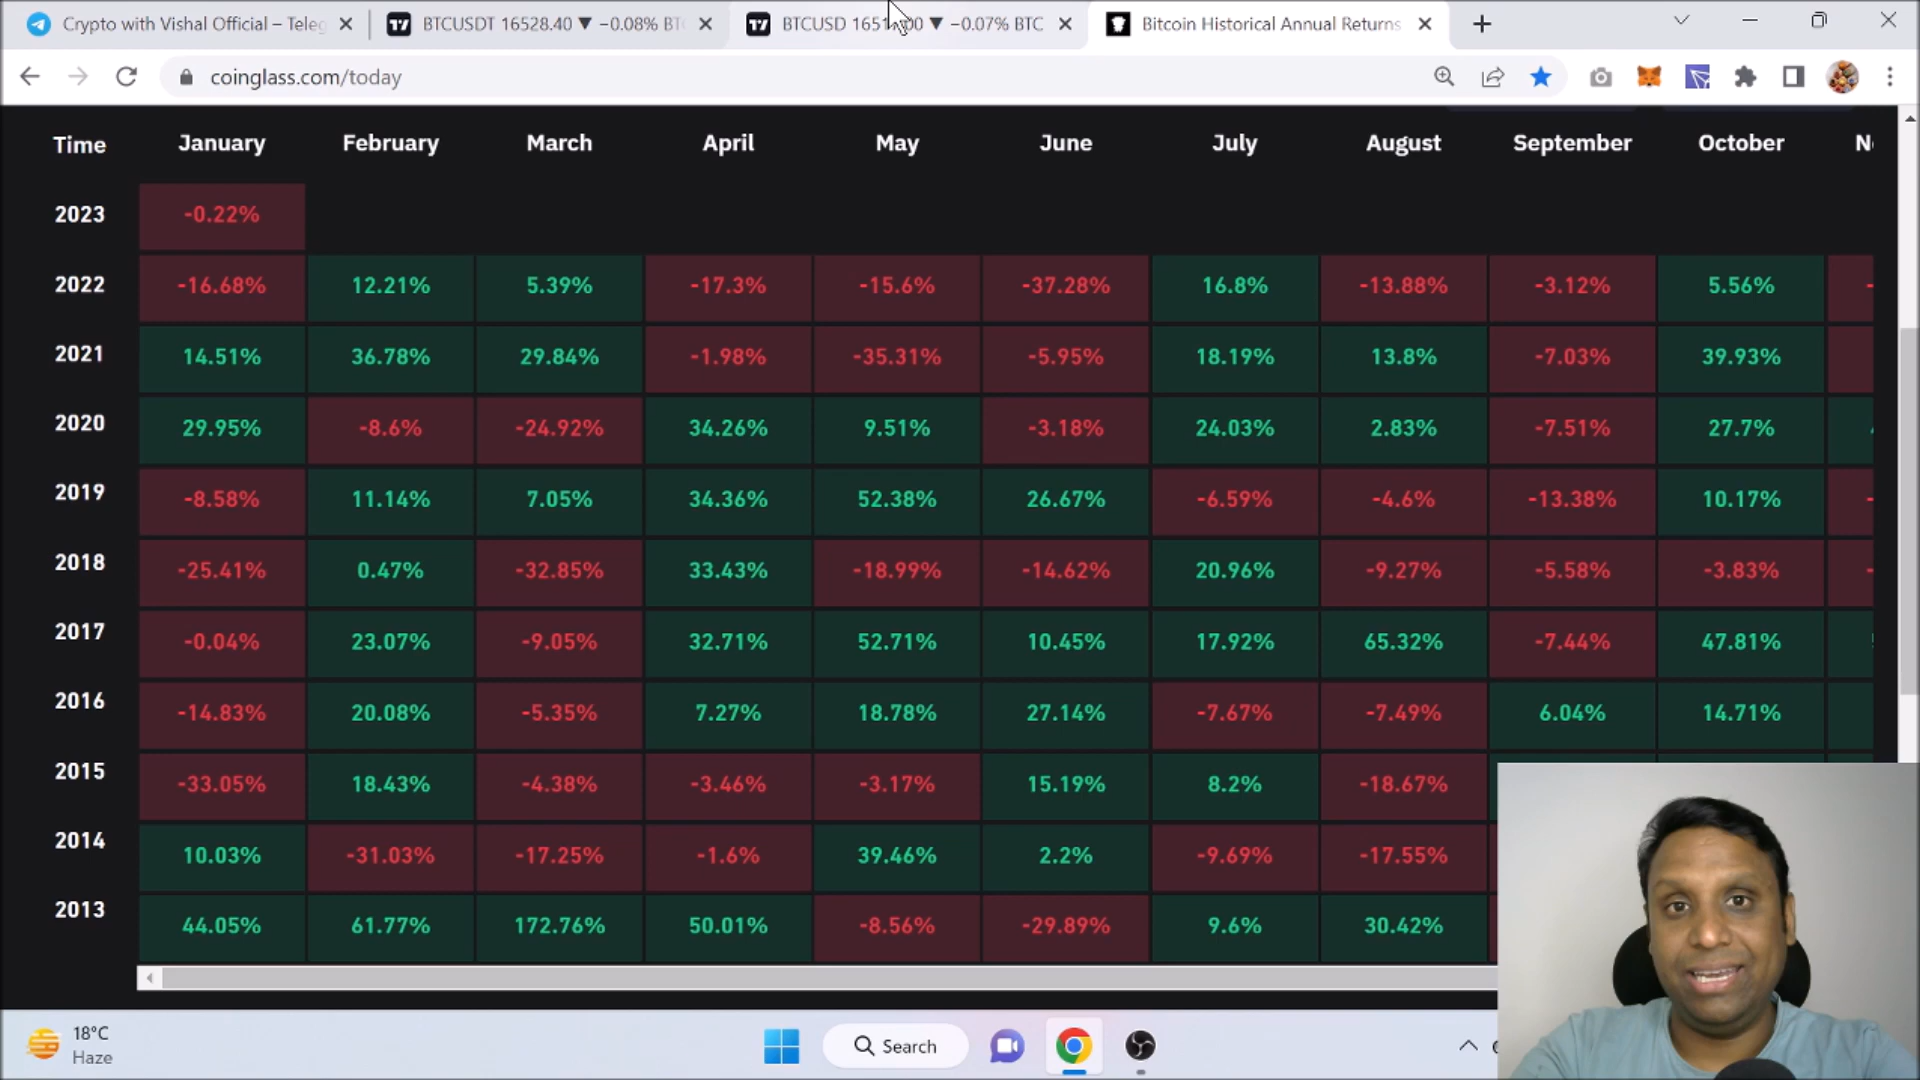 Crypto with Vishal Official – Teleg
BTCUSDT 16528.40 ▼ −0.08% BT
BTCUSD 1651 .00 ▼ −0.07% BTC
Bitcoin Historical Annual Returns
coinglass.com/today
Time January February March April May June July August September October
2023 -0.22%
2022 -16.68% 12.21% 5.39% -17.3% -15.6% -37.28% 16.8% -13.88% -3.12% 5.56%
2021 14.51% 36.78% 29.84% -1.98% -35.31% -5.95% 18.19% 13.8% -7.03% 39.93%
2020 29.95% -8.6% -24.92% 34.26% 9.51% -3.18% 24.03% 2.83% -7.51% 27.7%
2019 -8.58% 11.14% 7.05% 34.36% 52.38% 26.67% -6.59% -4.6% -13.38% 10.17%
2018 -25.41% 0.47% -32.85% 33.43% -18.99% -14.62% 20.96% -9.27% -5.58% -3.83%
2017 -0.04% 23.07% -9.05% 32.71% 52.71% 10.45% 17.92% 65.32% -7.44% 47.81%
2016 -14.83% 20.08% -5.35% 7.27% 18.78% 27.14% -7.67% -7.49% 6.04% 14.71%
2015 -33.05% 18.43% -4.38% -3.46% -3.17% 15.19% 8.2% -18.67%
2014 10.03% -31.03% -17.25% -1.6% 39.46% 2.2% -9.69% -17.55%
2013 44.05% 61.77% 172.76% 50.01% -8.56% -29.89% 9.6% 30.42%
18°C
Haze
Search